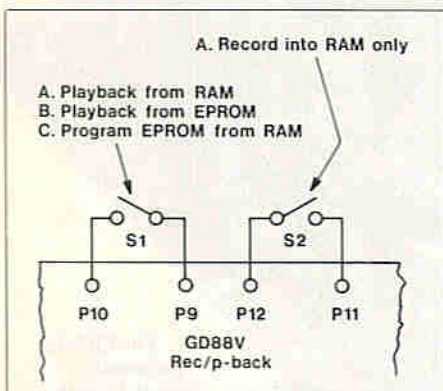 A. Record into RAM only
A. Playback from RAM
B. Playback from EPROM
C. Program EPROM from RAM
S1 S2
P10 P9 P12 P11
GD88V
Rec/p-back